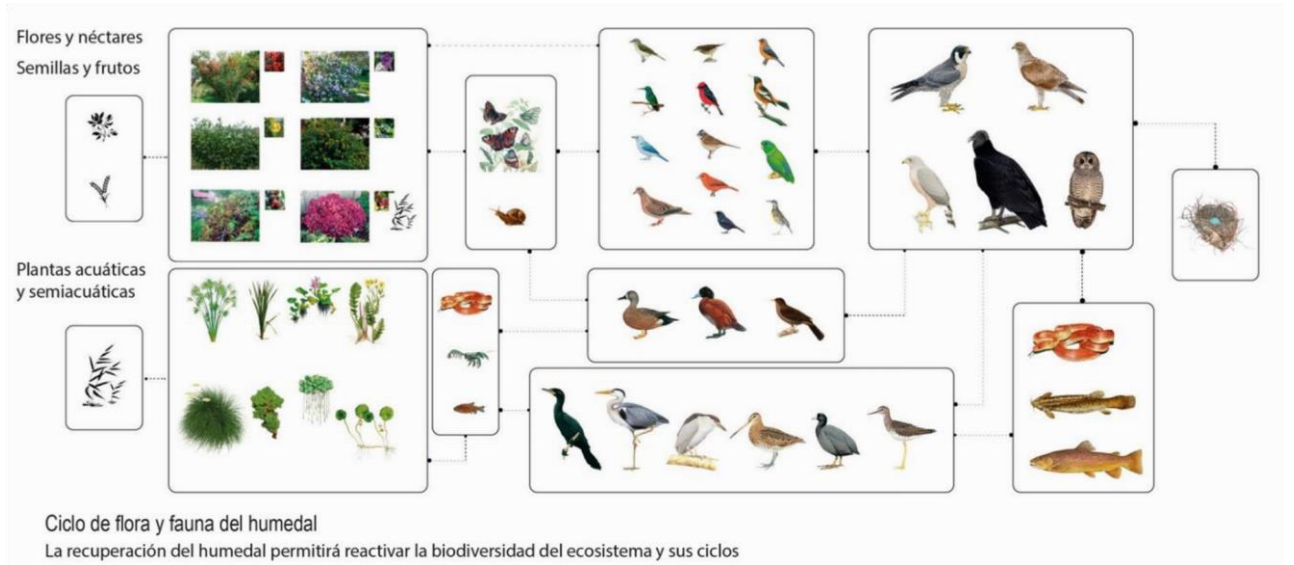 Flores y néctares
Semillas y frutos
Plantas acuáticas
y semiacuáticas
Ciclo de flora y fauna del humedal
La recuperación del humedal permitirá reactivar la biodiversidad del ecosistema y sus ciclos